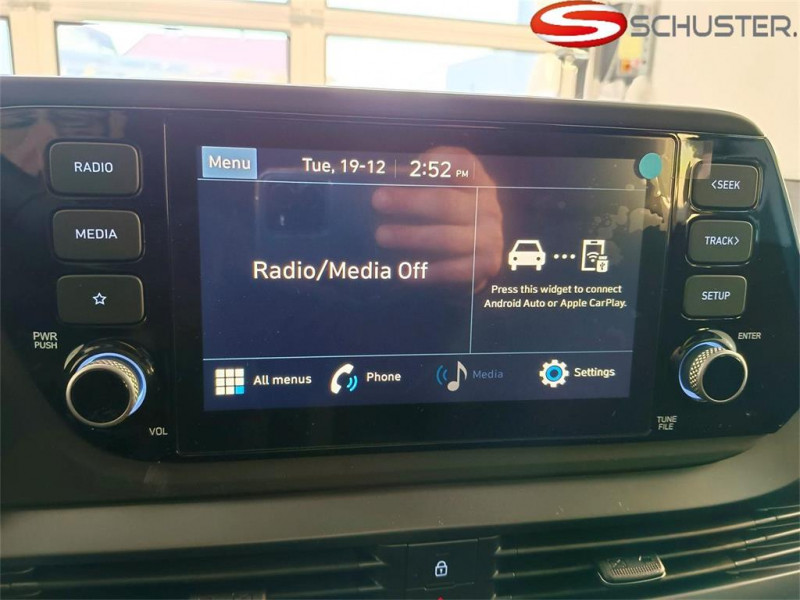 SCHUSTER.
RADIO
MEDIA
PWR
PUSH
VOL
Menu
Tue, 19-12
2:52 PM
Radio/Media Off
Press this widget to connect
Android Auto or Apple CarPlay.
All menus
Phone
Media
Settings
<SEEK
TRACK>
SETUP
ENTER
TUNE
FILE